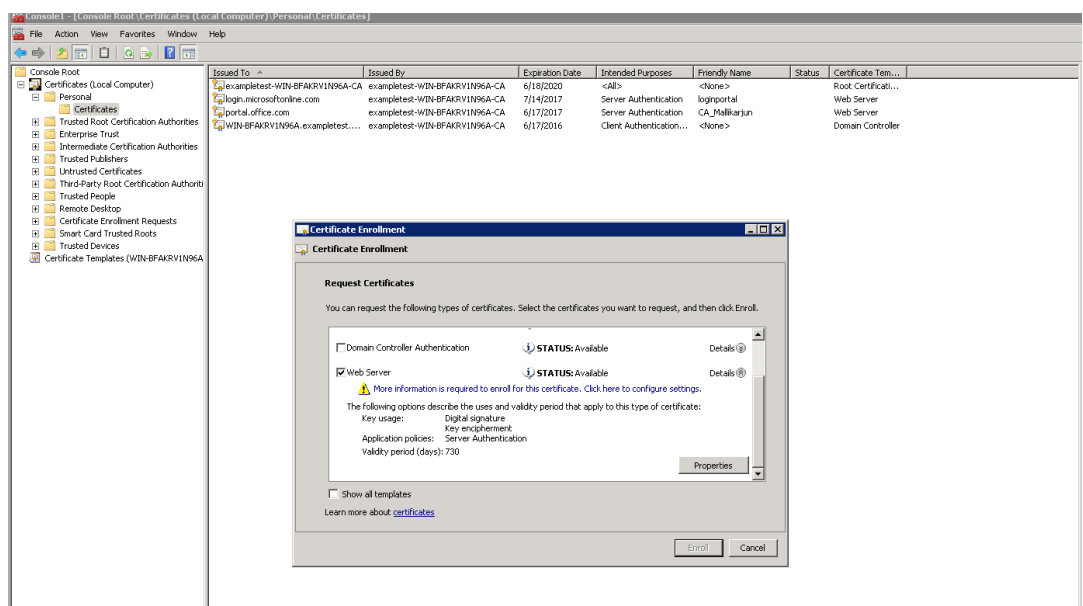 Console1 - [Console Root\Certificates (Local Computer)\Personal\Certificates]
File Action View Favorites Window Help
Console Root
Certificates (Local Computer)
Personal
Certificates
Trusted Root Certification Authorities
Enterprise Trust
Intermediate Certification Authorities
Trusted Publishers
Untrusted Certificates
Third-Party Root Certification Authoriti
Trusted People
Remote Desktop
Certificate Enrollment Requests
Smart Card Trusted Roots
Trusted Devices
Certificate Templates (WIN-BFAKRV1N96A
Issued To Issued By Expiration Date Intended Purposes Friendly Name Status Certificate Tem...
exampletest-WIN-BFAKRV1N96A-CA exampletest-WIN-BFAKRV1N96A-CA 6/18/2020 <All> <None> Root Certificati...
login.microsoftonline.com exampletest-WIN-BFAKRV1N96A-CA 7/14/2017 Server Authentication loginportal Web Server
portal.office.com exampletest-WIN-BFAKRV1N96A-CA 6/17/2017 Server Authentication CA_Mallikarjun Web Server
WIN-BFAKRV1N96A.exampletest.... exampletest-WIN-BFAKRV1N96A-CA 6/17/2016 Client Authentication... <None> Domain Controller
Certificate Enrollment
Certificate Enrollment
Request Certificates
You can request the following types of certificates. Select the certificates you want to request, and then click Enroll.
Domain Controller Authentication STATUS: Available Details
Web Server STATUS: Available Details
More information is required to enroll for this certificate. Click here to configure settings.
The following options describe the uses and validity period that apply to this type of certificate:
Key usage: Digital signature
Key encipherment
Application policies: Server Authentication
Validity period (days): 730
Properties
Show all templates
Learn more about certificates
Enroll Cancel